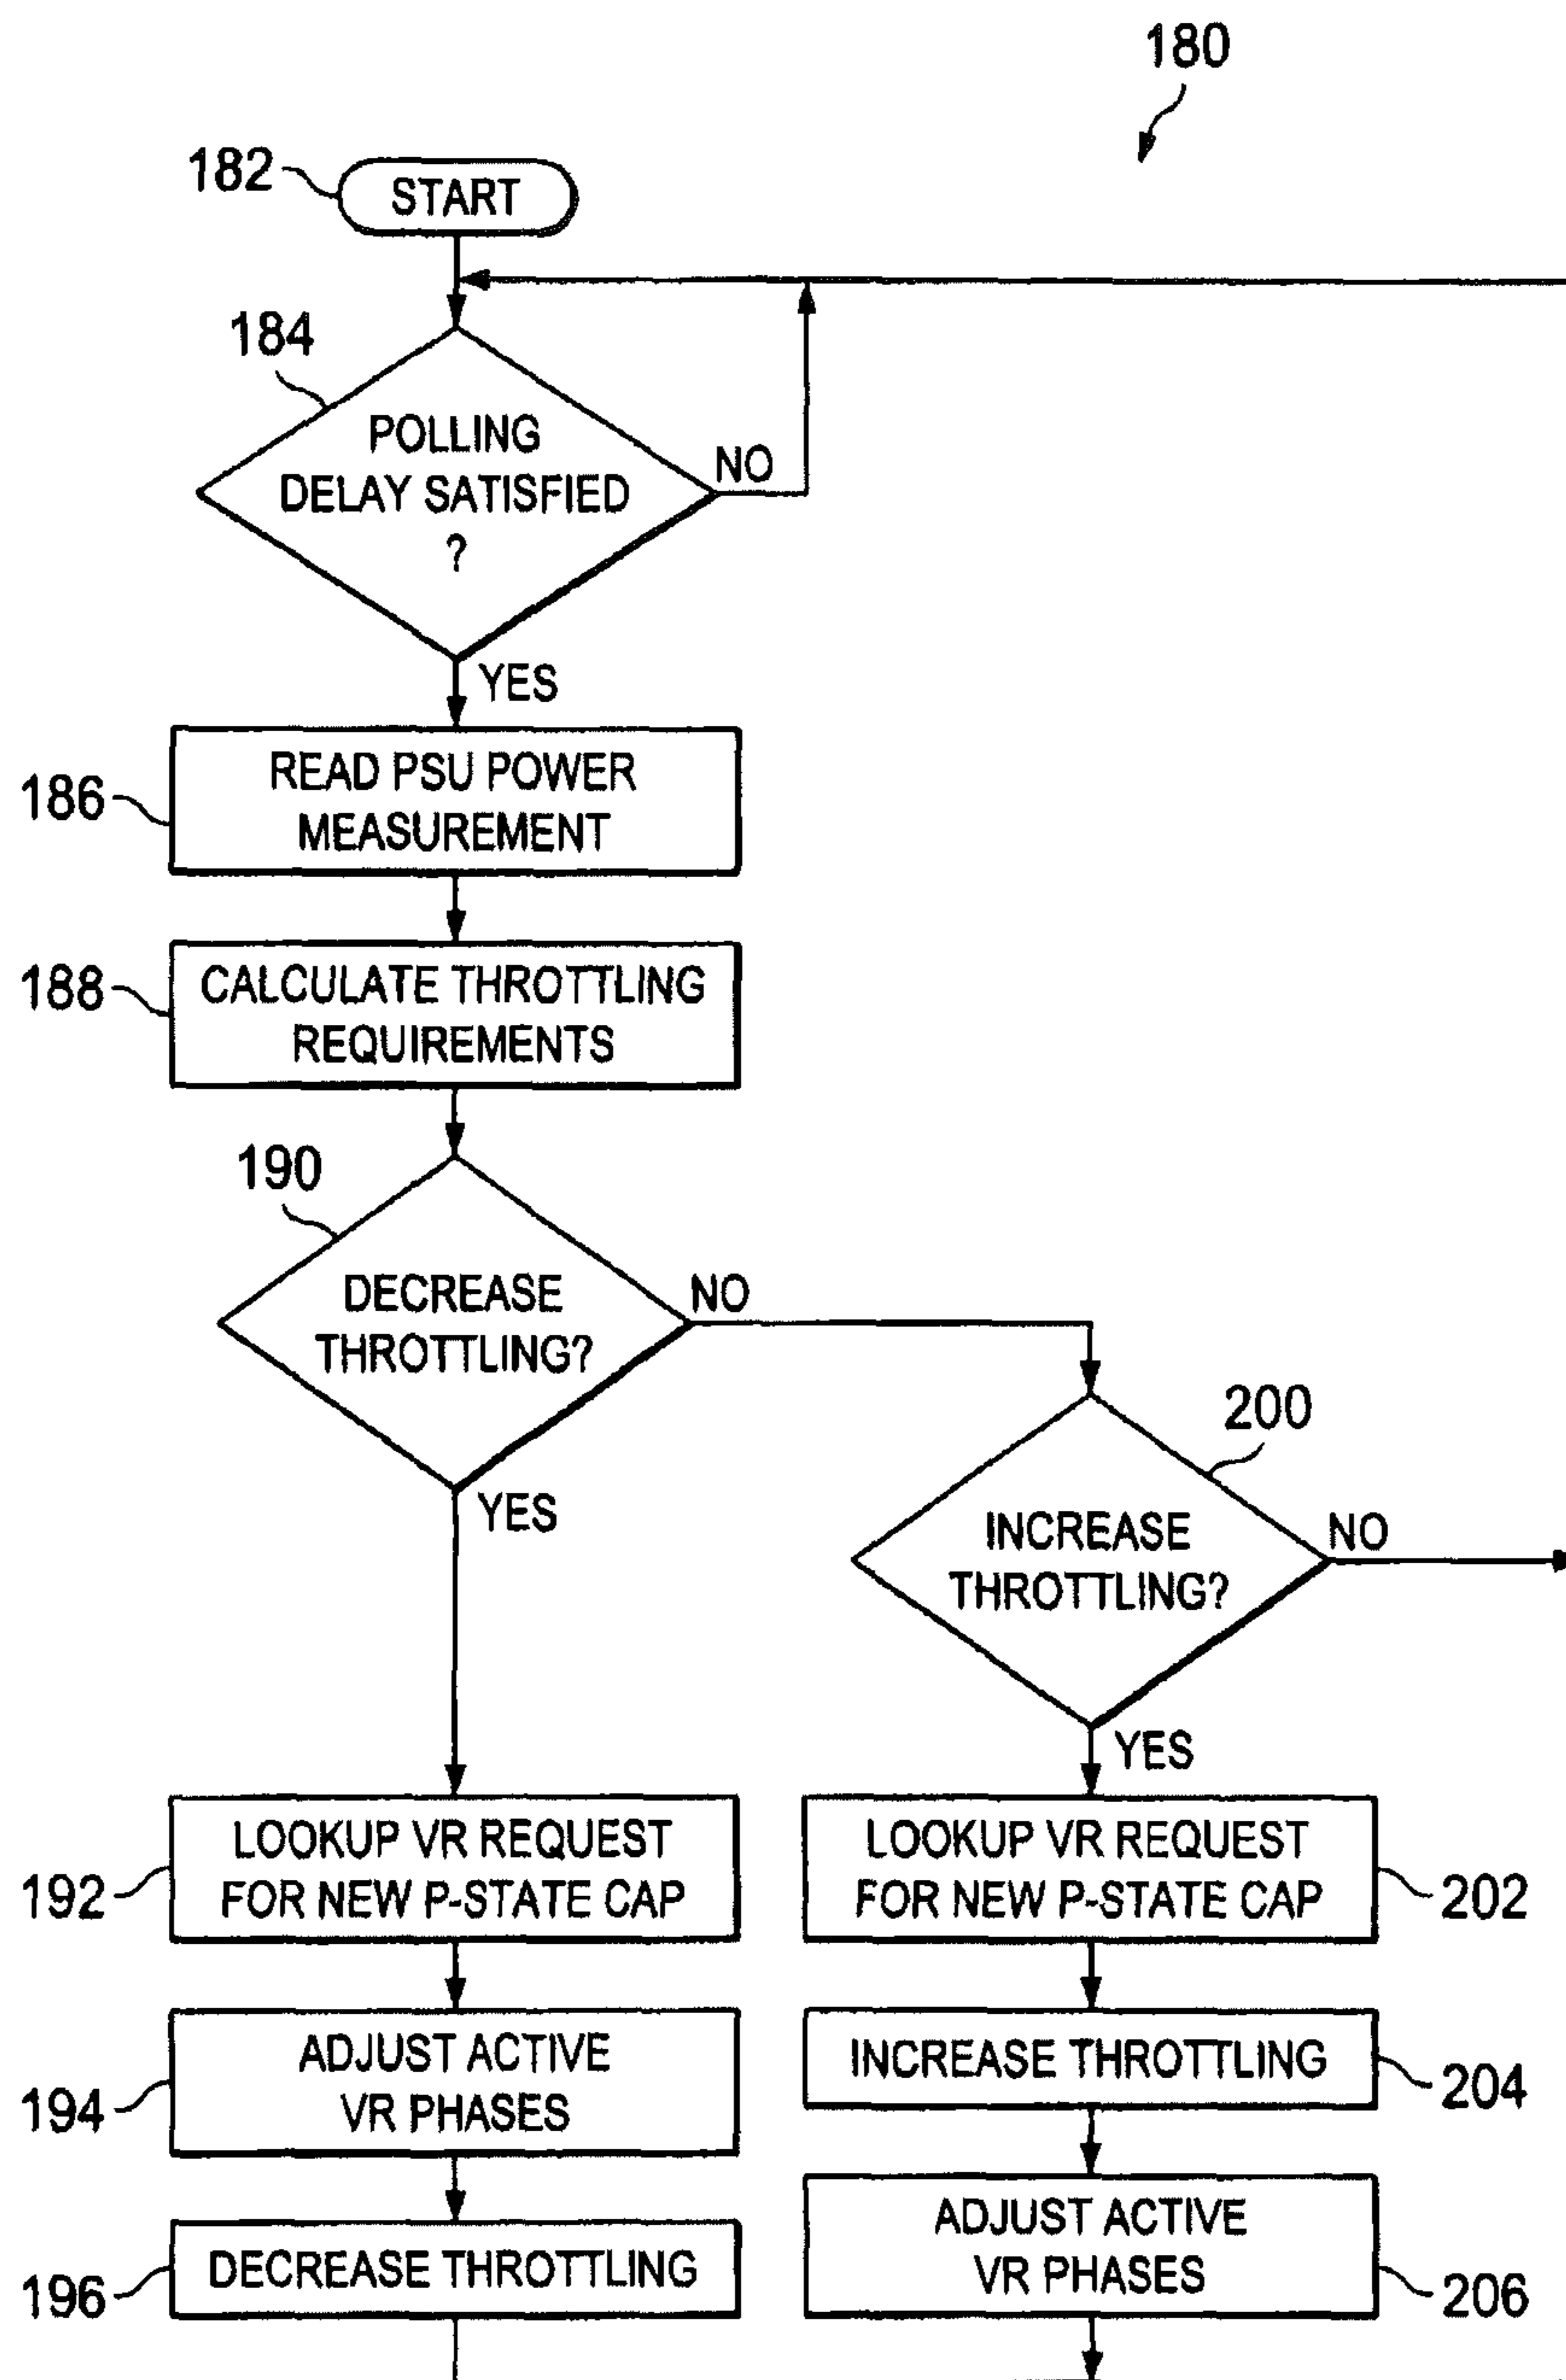 180
182
START
184
POLLING
DELAY SATISFIED
?
NO
YES
186
READ PSU POWER
MEASUREMENT
188
CALCULATE THROTTLING
REQUIREMENTS
190
DECREASE
THROTTLING?
NO
YES
200
INCREASE
THROTTLING?
NO
YES
192
LOOKUP VR REQUEST
FOR NEW P-STATE CAP
LOOKUP VR REQUEST
FOR NEW P-STATE CAP
202
194
ADJUST ACTIVE
VR PHASES
INCREASE THROTTLING
204
196
DECREASE THROTTLING
ADJUST ACTIVE
VR PHASES
206